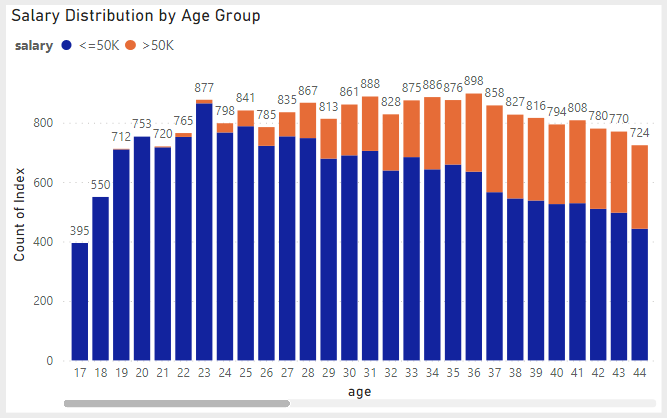 Salary Distribution by Age Group
salary <=50K >50K
Count of Index
800
600
400
200
0
395 550 712 753 720 765 877 798 841 785 835 867 813 861 888 828 875 886 876 898 858 827 816 794 808 780 770 724
17 18 19 20 21 22 23 24 25 26 27 28 29 30 31 32 33 34 35 36 37 38 39 40 41 42 43 44
age